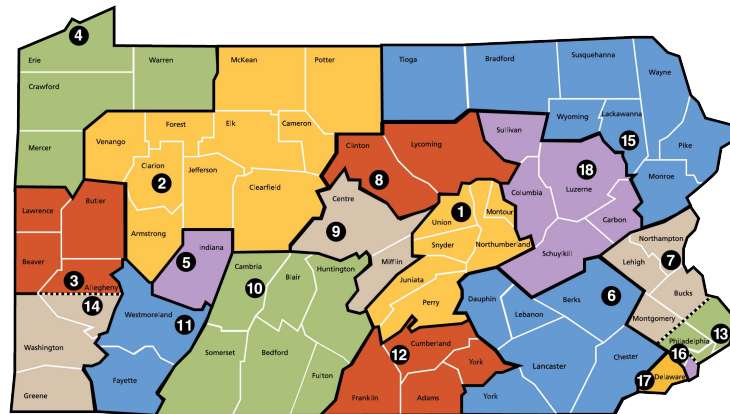 4
Erie
Warren
McKean
Potter
Tioga
Bradford
Susquehanna
Wayne
Crawford
Mercer
Venango
Forest
Elk
Cameron
Clarion
2
Jefferson
Clearfield
Armstrong
Clinton
Lycoming
8
Sullivan
Wyoming
Lackawanna
15
Pike
Monroe
Lawrence
Butler
Beaver
3
Allegheny
Indiana
5
Centre
9
Mifflin
Union
1
Montour
Snyder
Northumberland
Juniata
Perry
Columbia
18
Luzerne
Carbon
Schuylkill
Northampton
Lehigh
7
Bucks
Montgomery
14
Washington
Greene
Westmoreland
11
Fayette
Cambria
10
Blair
Huntington
Somerset
Bedford
Fulton
12
Cumberland
York
Franklin
Adams
Dauphin
Lebanon
Berks
6
Lancaster
Chester
York
Philadelphia
13
16
17
Delaware